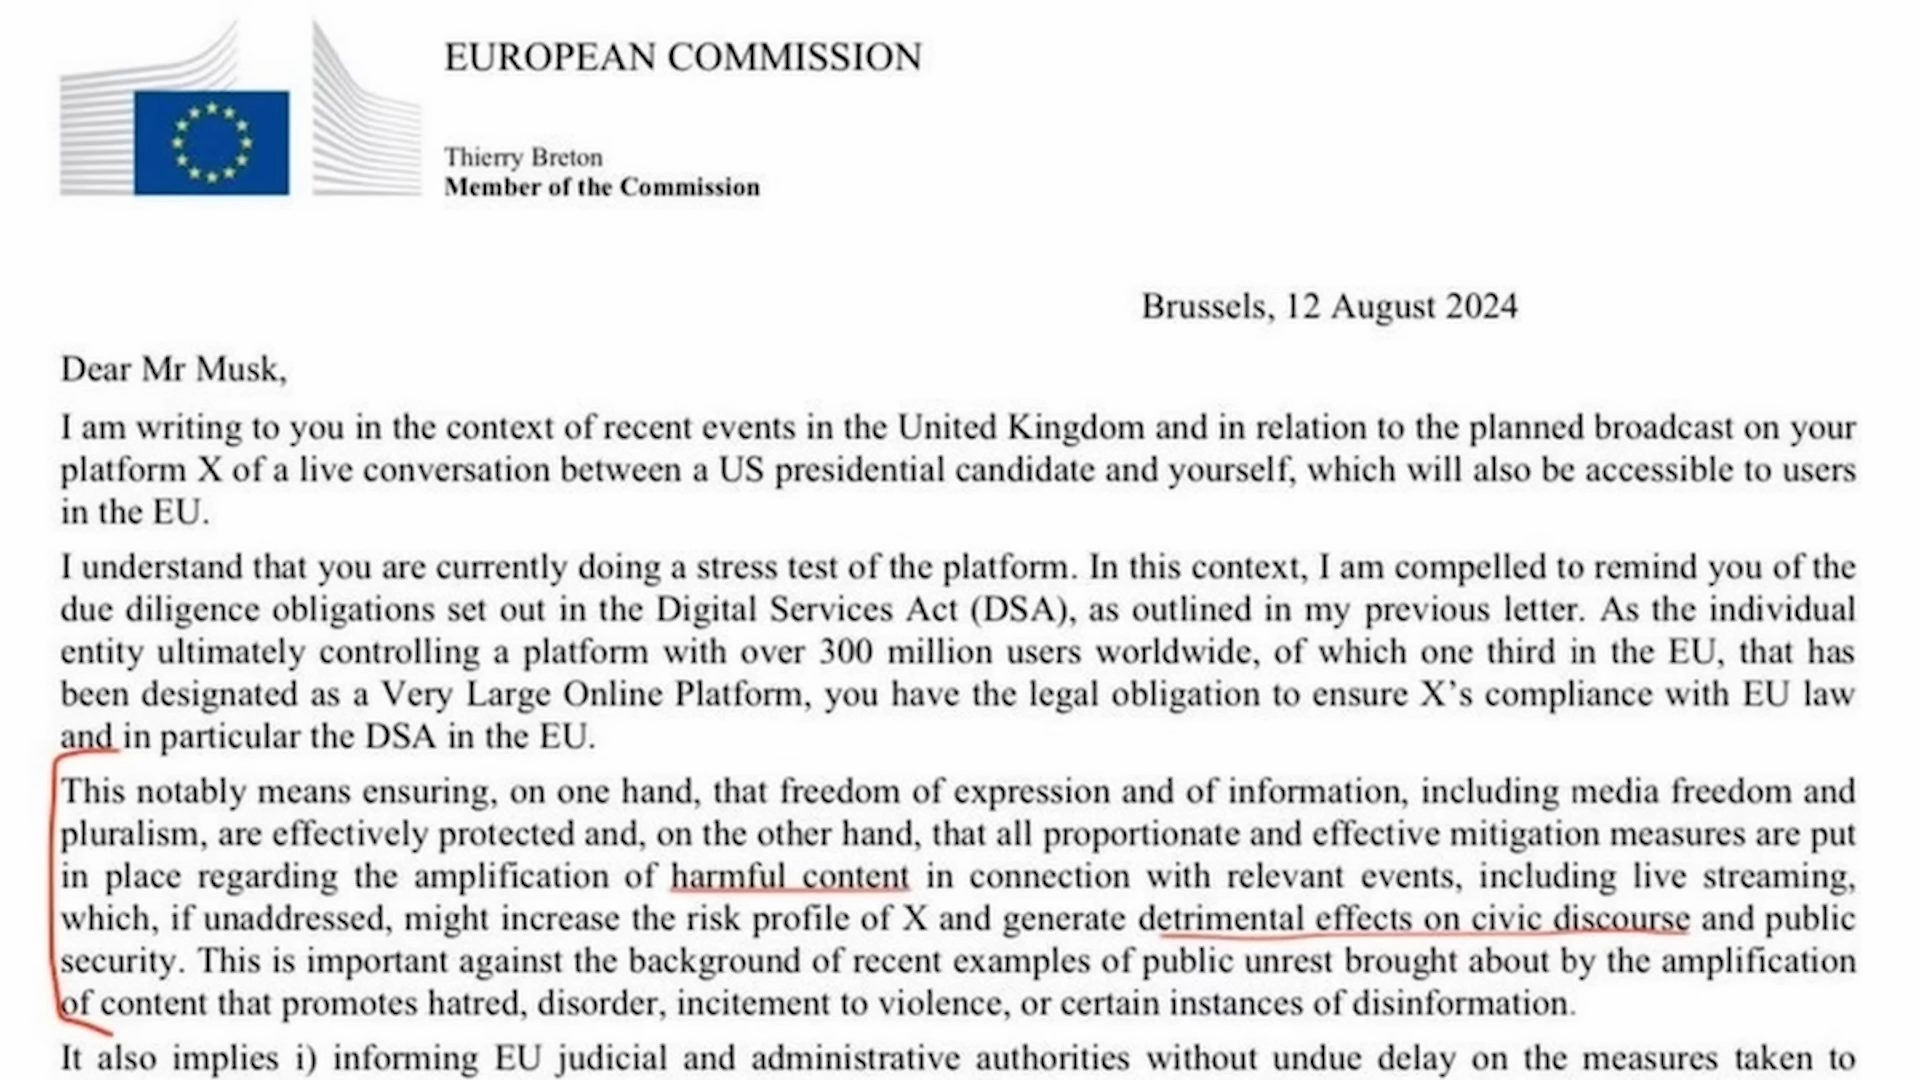 EUROPEAN COMMISSION
Thierry Breton
Member of the Commission
Brussels, 12 August 2024
Dear Mr Musk,
I am writing to you in the context of recent events in the United Kingdom and in relation to the planned broadcast on your
platform X of a live conversation between a US presidential candidate and yourself, which will also be accessible to users
in the EU.
I understand that you are currently doing a stress test of the platform. In this context, I am compelled to remind you of the
due diligence obligations set out in the Digital Services Act (DSA), as outlined in my previous letter. As the individual
entity ultimately controlling a platform with over 300 million users worldwide, of which one third in the EU, that has
been designated as a Very Large Online Platform, you have the legal obligation to ensure X’s compliance with EU law
and in particular the DSA in the EU.
This notably means ensuring, on one hand, that freedom of expression and of information, including media freedom and
pluralism, are effectively protected and, on the other hand, that all proportionate and effective mitigation measures are put
in place regarding the amplification of harmful content in connection with relevant events, including live streaming,
which, if unaddressed, might increase the risk profile of X and generate detrimental effects on civic discourse and public
security. This is important against the background of recent examples of public unrest brought about by the amplification
of content that promotes hatred, disorder, incitement to violence, or certain instances of disinformation.
It also implies i) informing EU judicial and administrative authorities without undue delay on the measures taken to